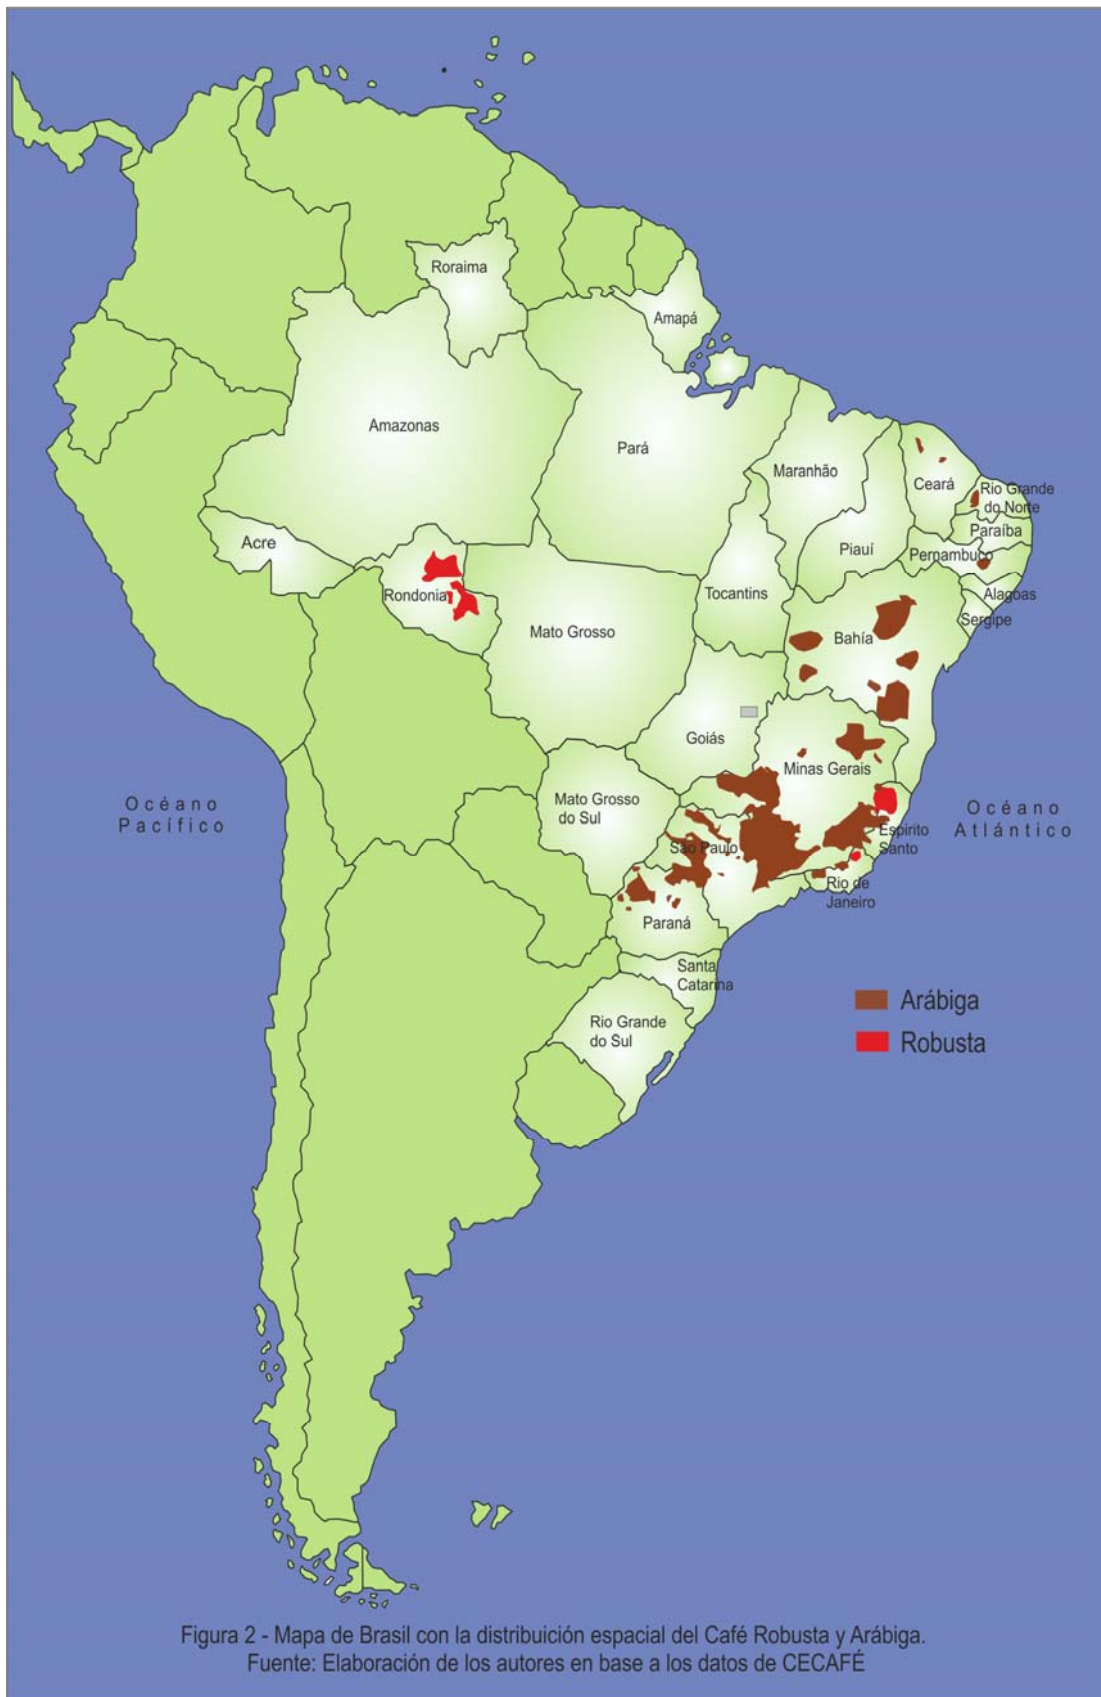 Roraima
Amapá
Amazonas
Pará
Maranhão
Ceará
Rio Grande
do Norte
Paraíba
Piauí
Pernambuco
Acre
Rondonia
Tocantins
Alagoas
Sergipe
Mato Grosso
Bahía
Goiás
Minas Gerais
Océano
Pacífico
Mato Grosso
do Sul
Océano
Atlántico
Espirito
Santo
São Paulo
Rio de
Janeiro
Paraná
Santa
Catarina
Rio Grande
do Sul
Arábiga
Robusta
Figura 2 - Mapa de Brasil con la distribuición espacial del Café Robusta y Arábiga.
Fuente: Elaboración de los autores en base a los datos de CECAFÉ